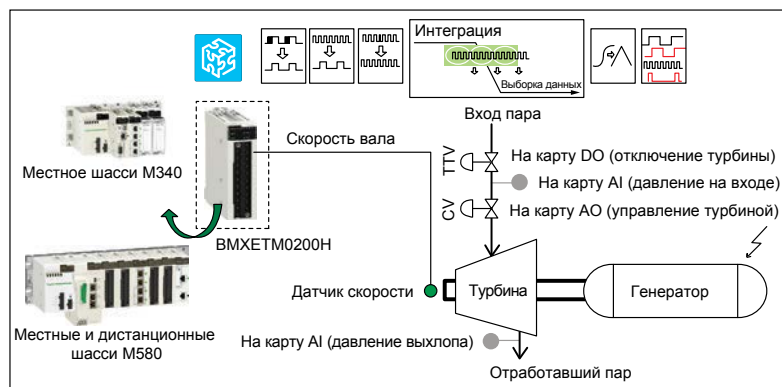 Интеграция
Выборка данных
Вход пара
Скорость вала
TTV
На карту DO (отключение турбины)
Местное шасси M340
На карту AI (давление на входе)
CV
На карту AO (управление турбиной)
BMXETM0200H
Датчик скорости
Турбина
Генератор
Местные и дистанционные
шасси M580
На карту AI (давление выхлопа)
Отработавший пар